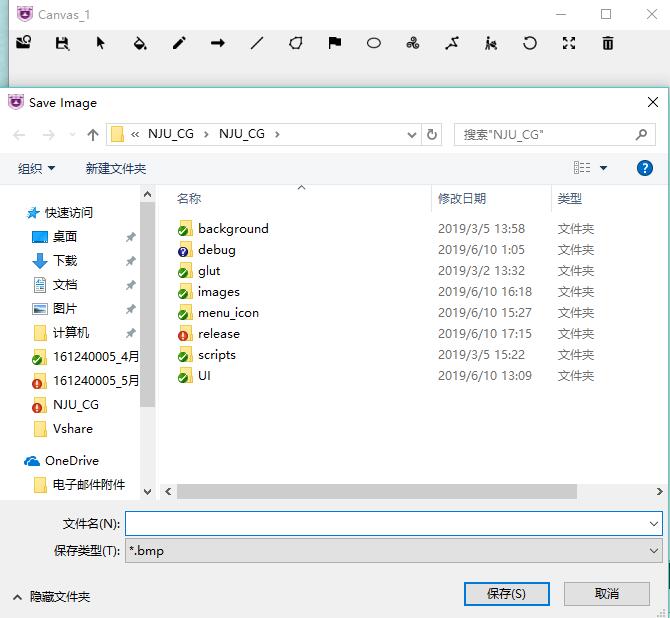 Canvas_1
Save Image
« NJU_CG › NJU_CG ›
搜索"NJU_CG"
组织 新建文件夹
名称 修改日期 类型
快速访问
桌面
下载
文档
图片
计算机
161240005_4月
161240005_5月
NJU_CG
Vshare
OneDrive
电子邮件附件
background 2019/3/5 13:58 文件夹
debug 2019/6/10 1:05 文件夹
glut 2019/3/2 13:32 文件夹
images 2019/6/10 16:18 文件夹
menu_icon 2019/6/10 15:27 文件夹
release 2019/6/10 17:15 文件夹
scripts 2019/3/5 15:22 文件夹
UI 2019/6/10 13:09 文件夹
文件名(N):
保存类型(T): *.bmp
隐藏文件夹 保存(S) 取消